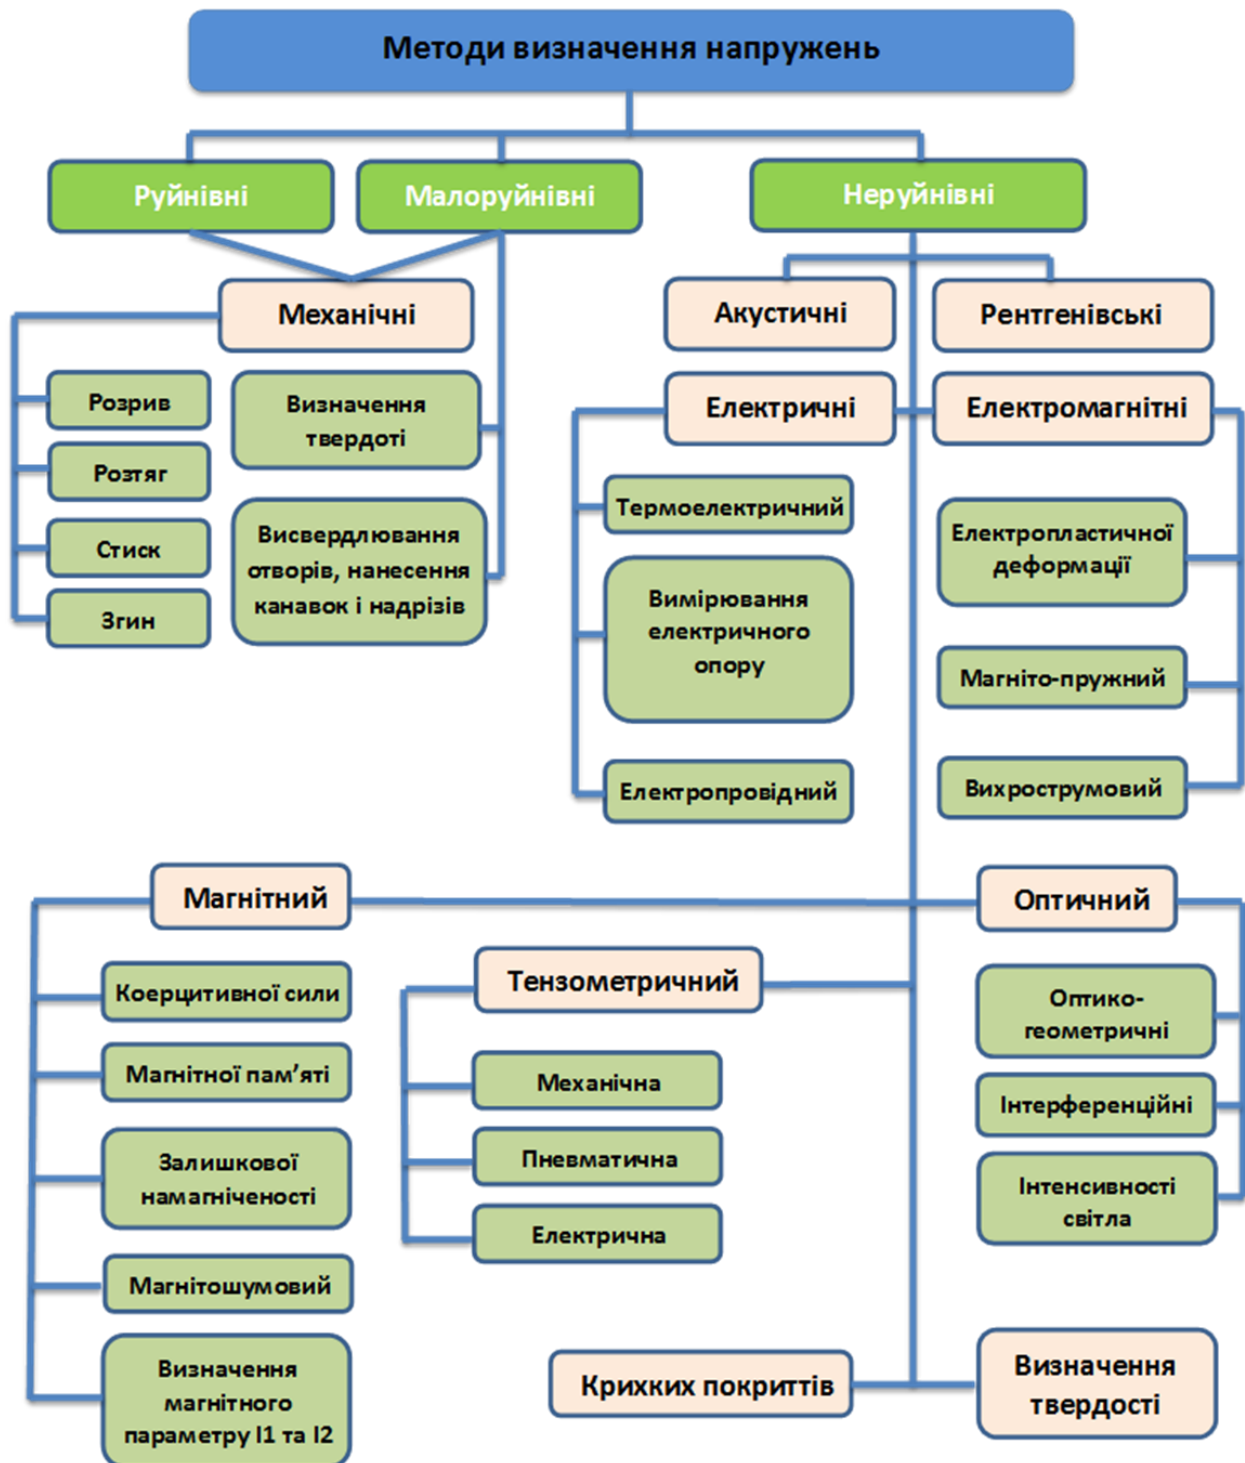 Методи визначення напружень
Руйнівні
Малоруйнівні
Неруйнівні
Механічні
Розрив
Розтяг
Стиск
Згин
Визначення
твердоті
Висвердлювання
отворів, нанесення
канавок і надрізів
Акустичні
Рентгенівські
Електричні
Електромагнітні
Термоелектричний
Вимірювання
електричного
опору
Електропровідний
Електропластичної
деформації
Магніто-пружний
Вихрострумовий
Магнітний
Оптичний
Коерцитивної сили
Магнітної пам’яті
Залишкової
намагніченості
Магнітошумовий
Визначення
магнітного
параметру I1 та I2
Тензометричний
Механічна
Пневматична
Електрична
Оптико-
геометричні
Інтерференційні
Інтенсивності
світла
Крихких покриттів
Визначення
твердості